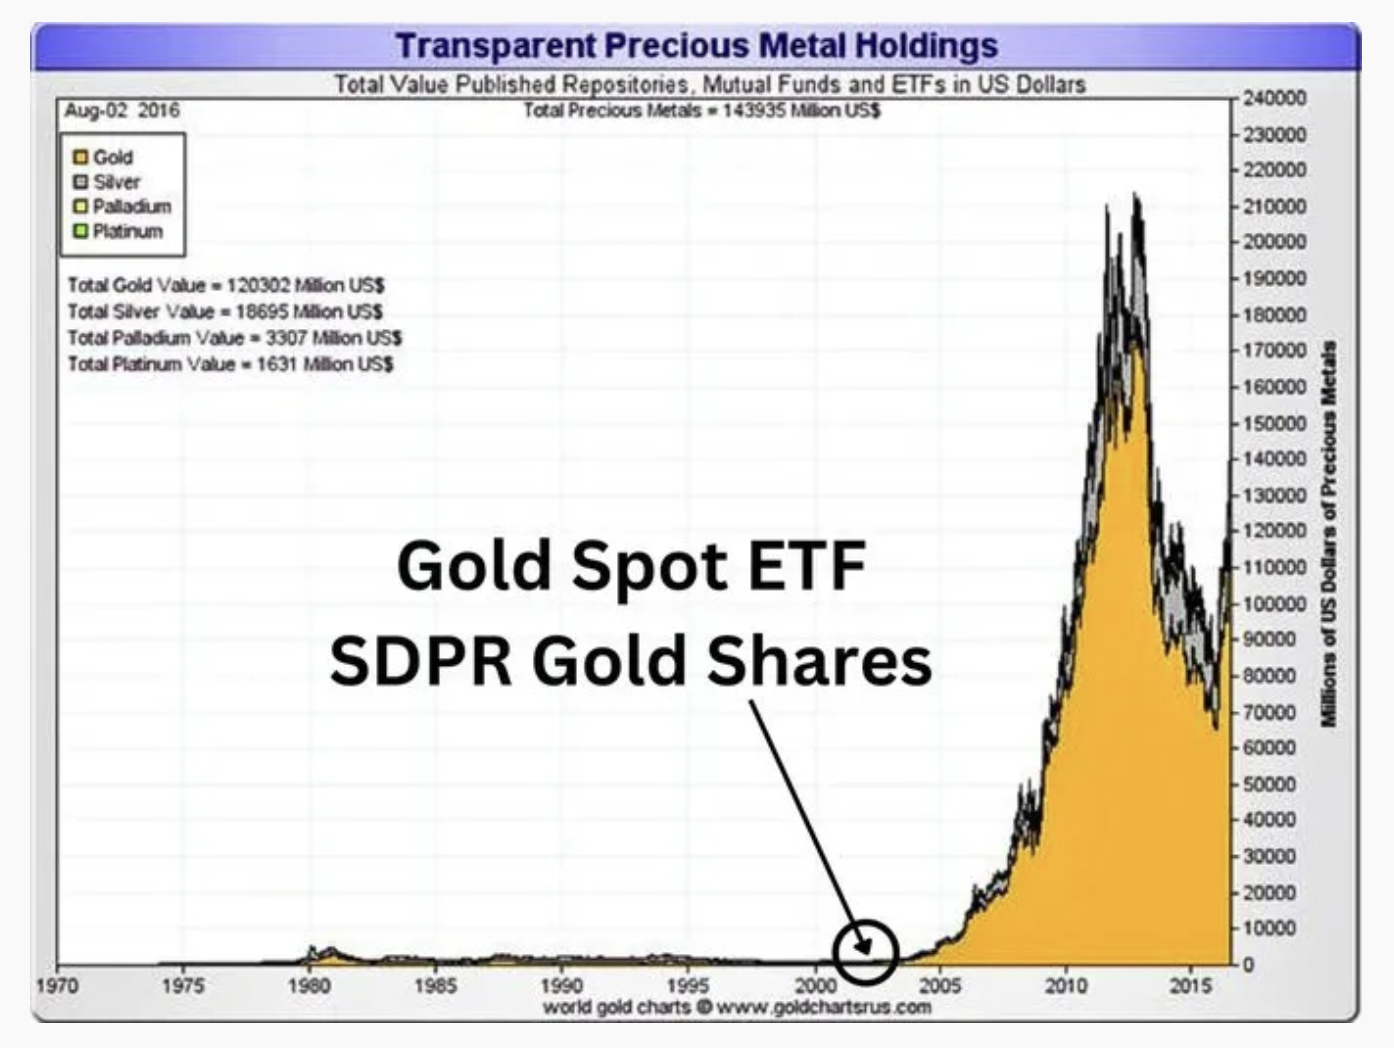 Transparent Precious Metal Holdings
Total Value Published Repositories, Mutual Funds and ETFs in US Dollars
Aug-02 2016
Total Precious Metals = 143935 Million US$
Gold
Silver
Palladium
Platinum
Total Gold Value = 120302 Million US$
Total Silver Value = 18695 Million US$
Total Palladium Value = 3307 Million US$
Total Platinum Value = 1631 Million US$
Gold Spot ETF
SDPR Gold Shares
240000
230000
220000
210000
200000
190000
180000
170000
160000
150000
140000
130000
120000
110000
100000
90000
80000
70000
60000
50000
40000
30000
20000
10000
0
Millions of US Dollars of Precious Metals
1970 1975 1980 1985 1990 1995 2000 2005 2010 2015
world gold charts © www.goldchartsrus.com